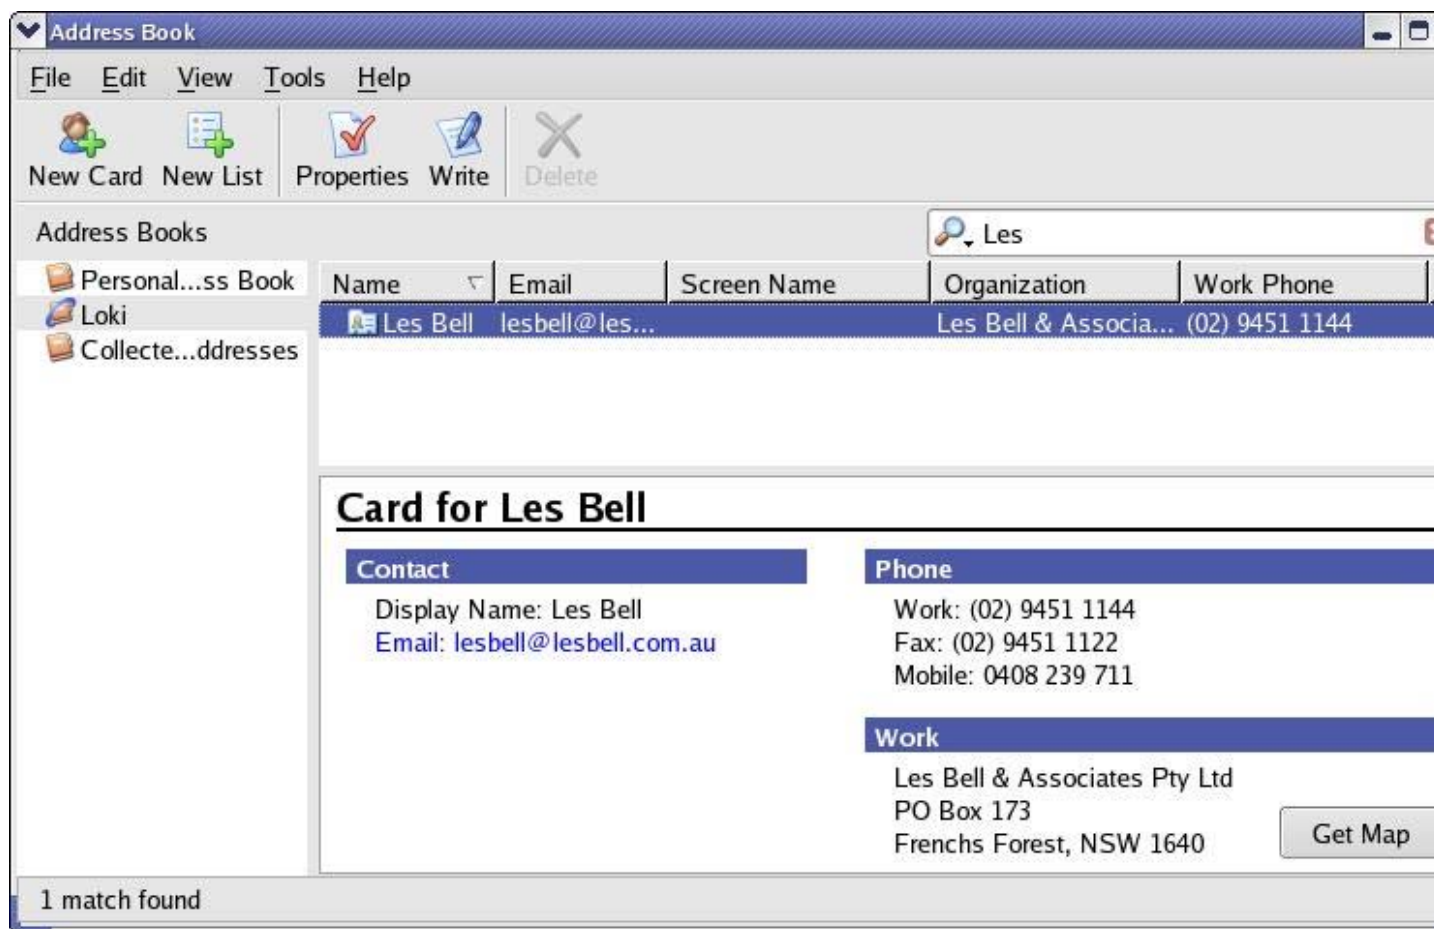 Address Book
File Edit View Tools Help
New Card New List Properties Write Delete
Address Books
Les
Personal...ss Book
Loki
Collecte...ddresses
Name Email Screen Name Organization Work Phone
Les Bell lesbell@les... Les Bell & Associa... (02) 9451 1144
Card for Les Bell
Contact
Display Name: Les Bell
Email: lesbell@lesbell.com.au
Phone
Work: (02) 9451 1144
Fax: (02) 9451 1122
Mobile: 0408 239 711
Work
Les Bell & Associates Pty Ltd
PO Box 173
Frenchs Forest, NSW 1640
Get Map
1 match found